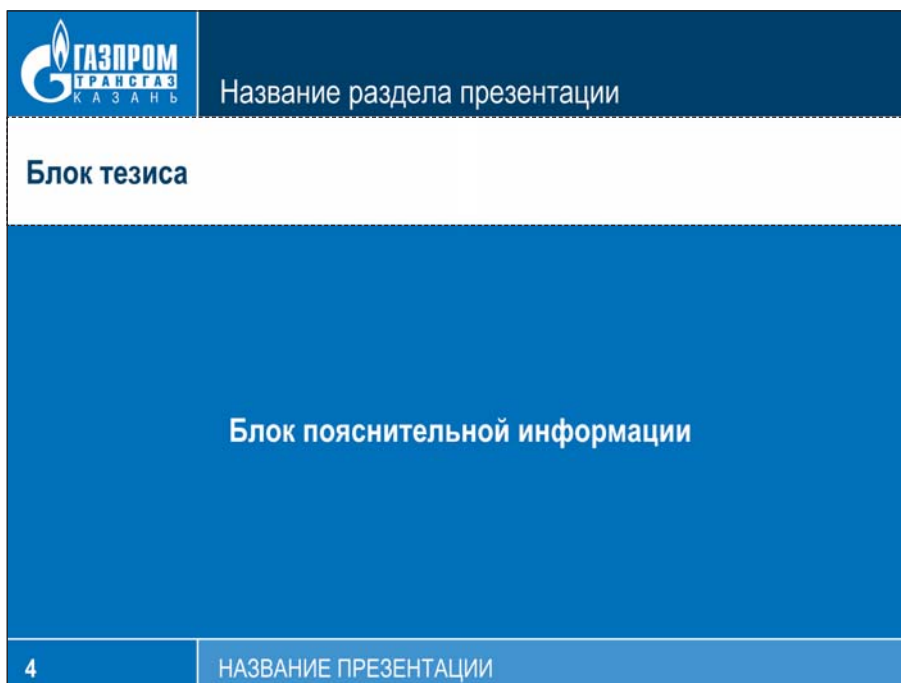 ГАЗПРОМ
ТРАНСГАЗ
КАЗАНЬ
Название раздела презентации
Блок тезиса
Блок пояснительной информации
4
НАЗВАНИЕ ПРЕЗЕНТАЦИИ